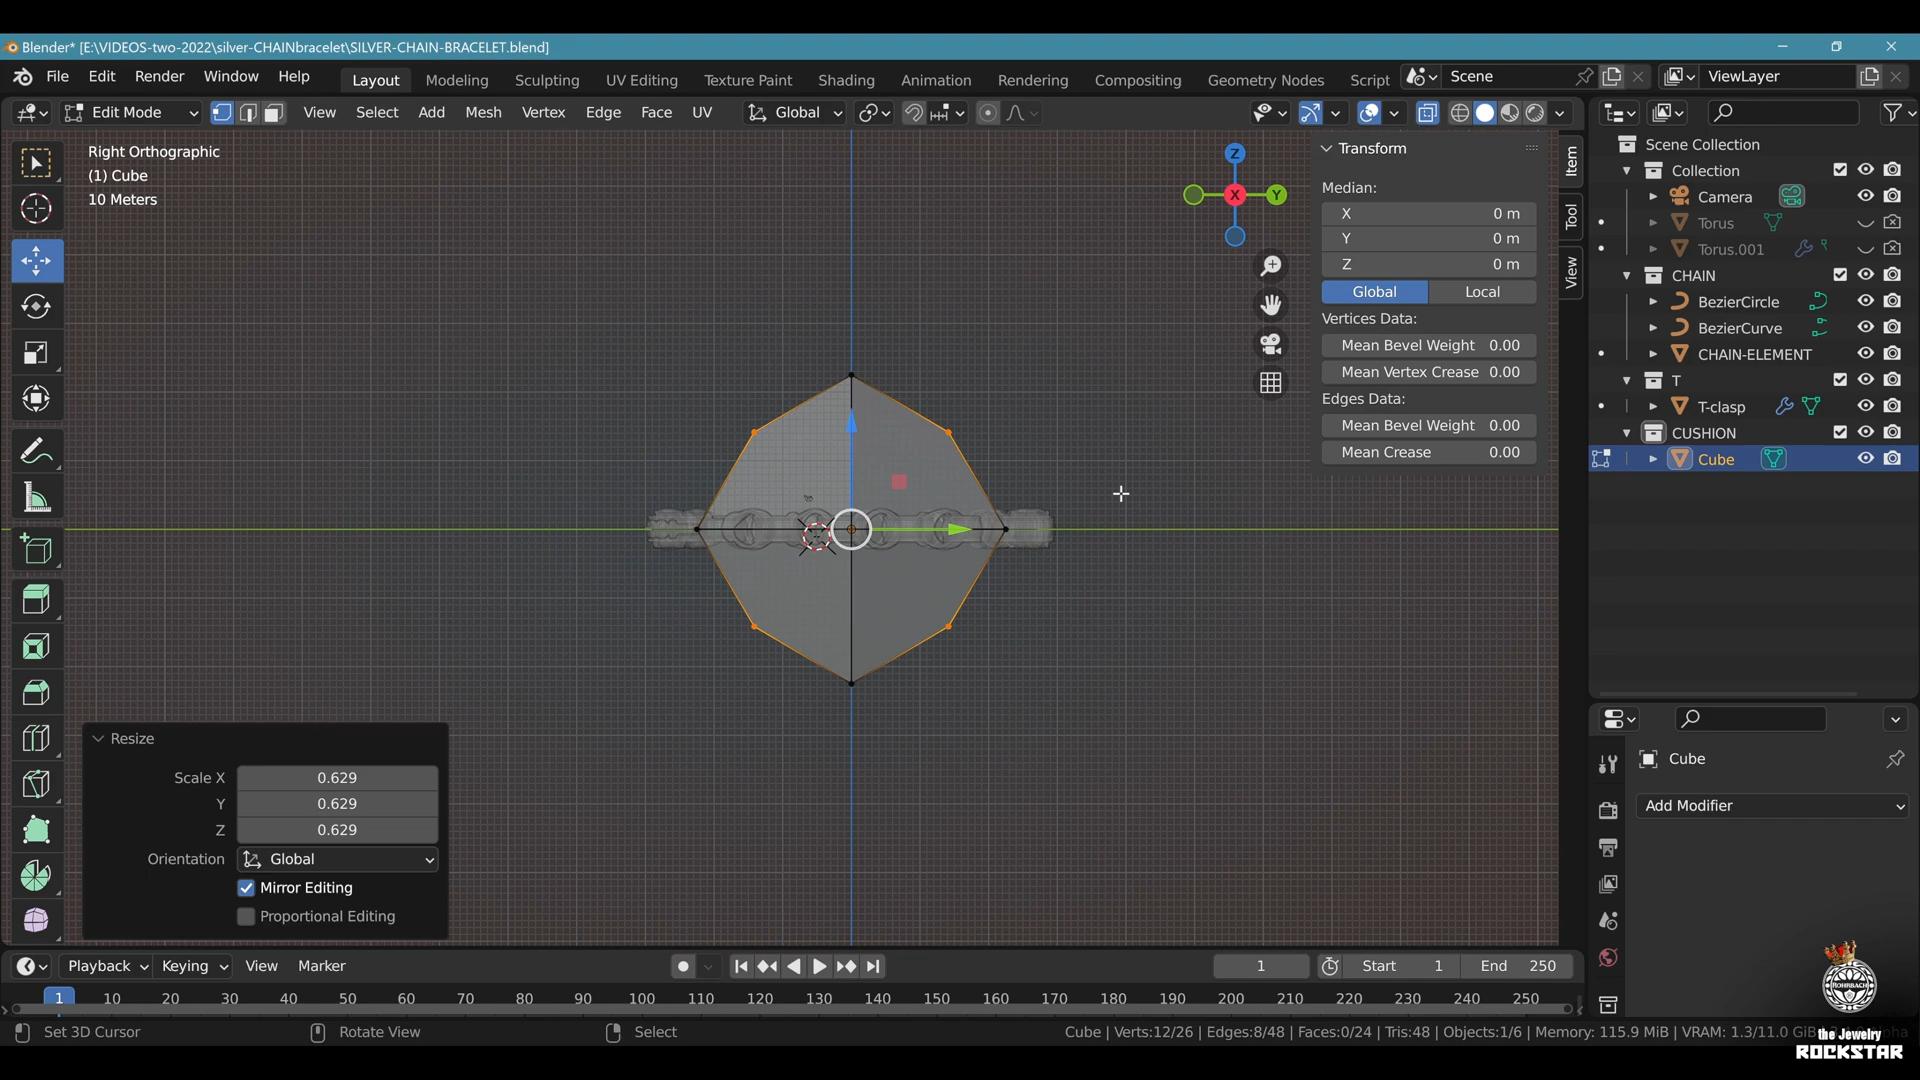 Blender* [E:\VIDEOS-two-2022\silver-CHAINbracelet\SILVER-CHAIN-BRACELET.blend]
File Edit Render Window Help Layout Modeling Sculpting UV Editing Texture Paint Shading Animation Rendering Compositing Geometry Nodes Script Scene ViewLayer
Edit Mode View Select Add Mesh Vertex Edge Face UV Global
Right Orthographic
(1) Cube
10 Meters
Z
X
Y
Transform
Median:
X 0 m
Y 0 m
Z 0 m
Global Local
Vertices Data:
Mean Bevel Weight 0.00
Mean Vertex Crease 0.00
Edges Data:
Mean Bevel Weight 0.00
Mean Crease 0.00
Item
Tool
View
Scene Collection
Collection
Camera
Torus
Torus.001
CHAIN
BezierCircle
BezierCurve
CHAIN-ELEMENT
T
T-clasp
CUSHION
Cube
Cube
Add Modifier
Resize
Scale X 0.629
Y 0.629
Z 0.629
Orientation Global
Mirror Editing
Proportional Editing
Playback Keying View Marker 1 Start 1 End 250
1 10 20 30 40 50 60 70 80 90 100 110 120 130 140 150 160 170 180 190 200 210 220 230 240 250
Set 3D Cursor Rotate View Select Cube | Verts:12/26 | Edges:8/48 | Faces:0/24 | Tris:48 | Objects:1/6 | Memory: 115.9 MiB | VRAM: 1.3/11.0 GiB
ROHRBACH
the Jewelry
ROCKSTAR